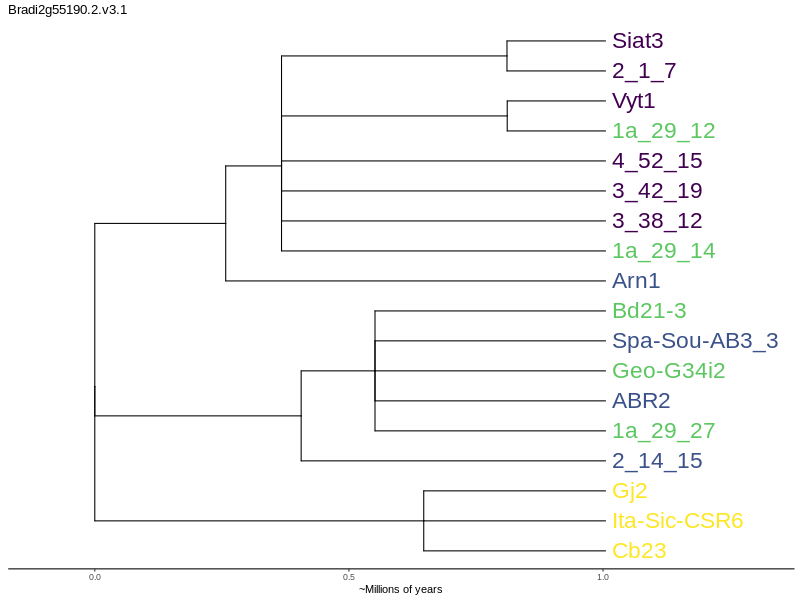 Bradi2g55190.2.v3.1
Siat3
2_1_7
Vyt1
1a_29_12
4_52_15
3_42_19
3_38_12
1a_29_14
Arn1
Bd21-3
Spa-Sou-AB3_3
Geo-G34i2
ABR2
1a_29_27
2_14_15
Gj2
Ita-Sic-CSR6
Cb23
0.0 0.5 1.0
~Millions of years